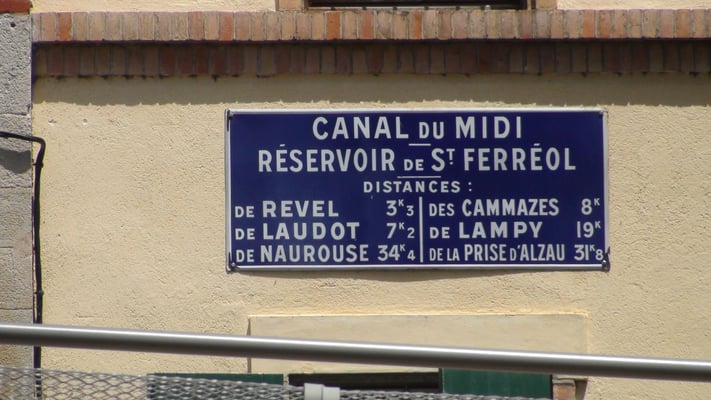 CANAL DU MIDI
RÉSERVOIR DE ST FERRÉOL
DISTANCES :
DE REVEL 3K3
DE LAUDOT 7K2
DE NAUROUSE 34K4
DES CAMMAZES 8K
DE LAMPY 19K
DE LA PRISE D'ALZAU 31K8